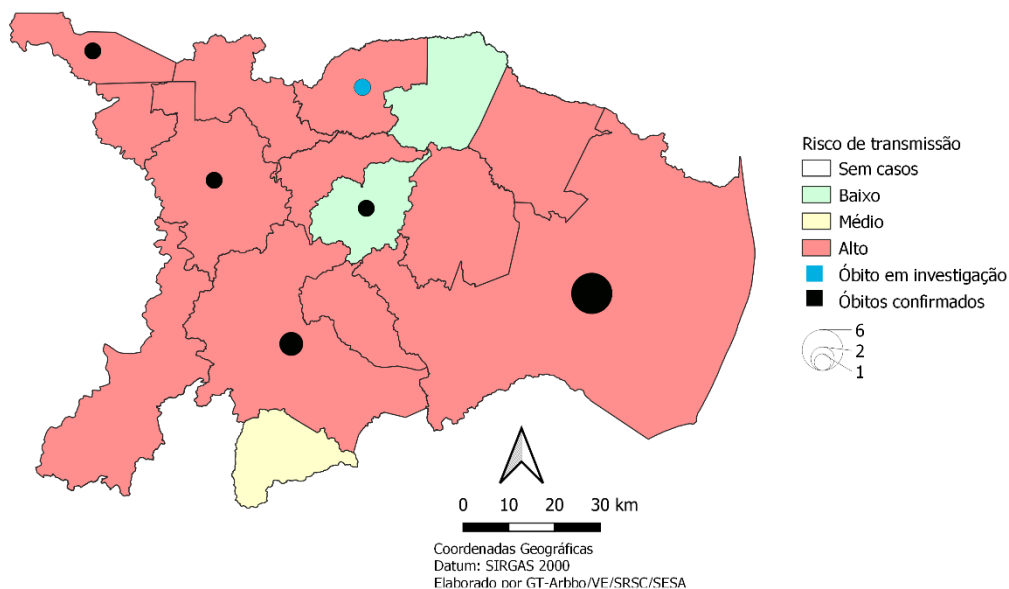 Risco de transmissão
Sem casos
Baixo
Médio
Alto
Óbito em investigação
Óbitos confirmados
6
2
1
0 10 20 30 km
Coordenadas Geográficas
Datum: SIRGAS 2000
Elaborado por GT-Arbbo/VE/SRSC/SESA